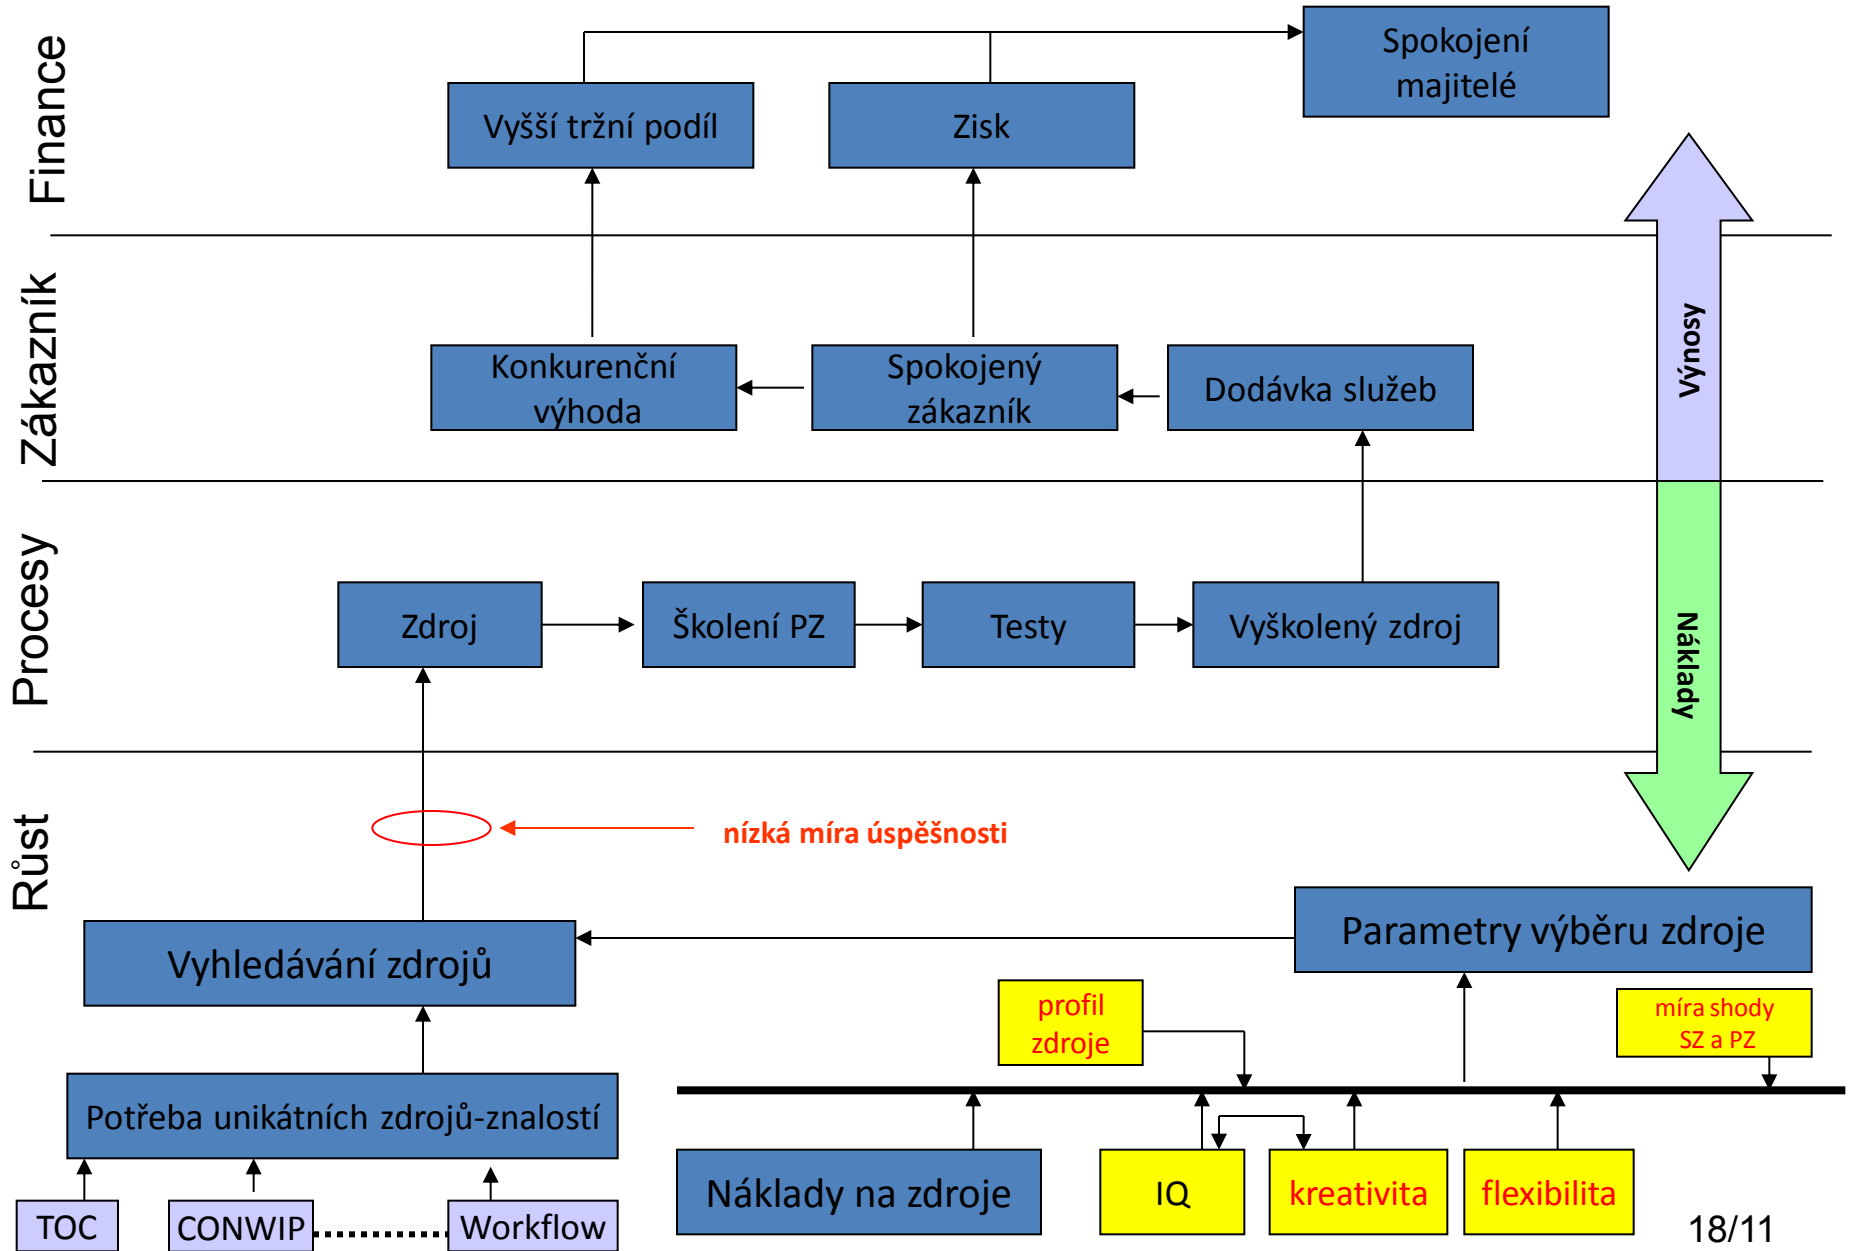 Finance
Spokojení
majitelé
Vyšší tržní podíl
Zisk
Zákazník
Výnosy
Konkurenční
výhoda
Spokojený
zákazník
Dodávka služeb
Procesy
Náklady
Zdroj
Školení PZ
Testy
Vyškolený zdroj
Růst
nízká míra úspěšnosti
Vyhledávání zdrojů
Parametry výběru zdroje
profil
zdroje
míra shody
SZ a PZ
Potřeba unikátních zdrojů-znalostí
Náklady na zdroje
IQ
kreativita
flexibilita
TOC
CONWIP
Workflow
18/11